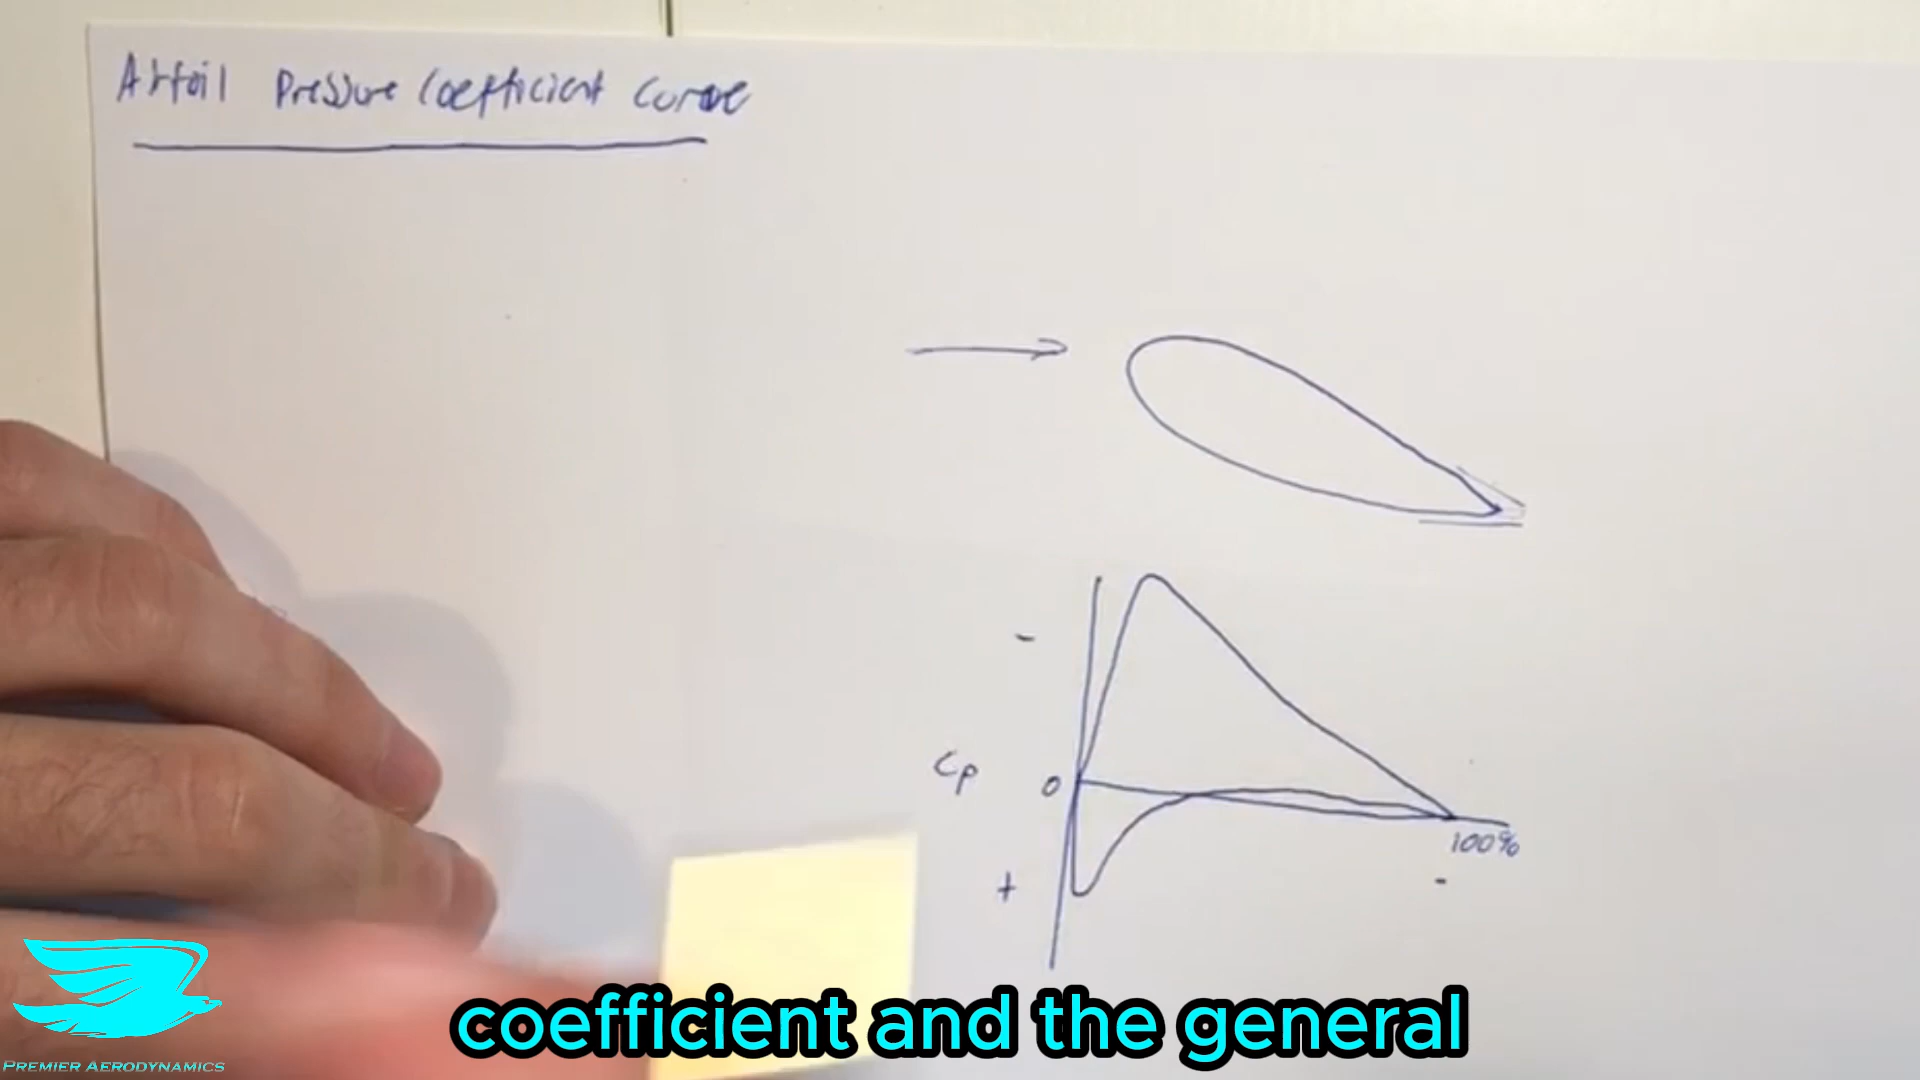 Airfoil Pressure Coefficient Curve
-
Cp
0
100%
+
-
coefficient and the general
PREMIER AERODYNAMICS